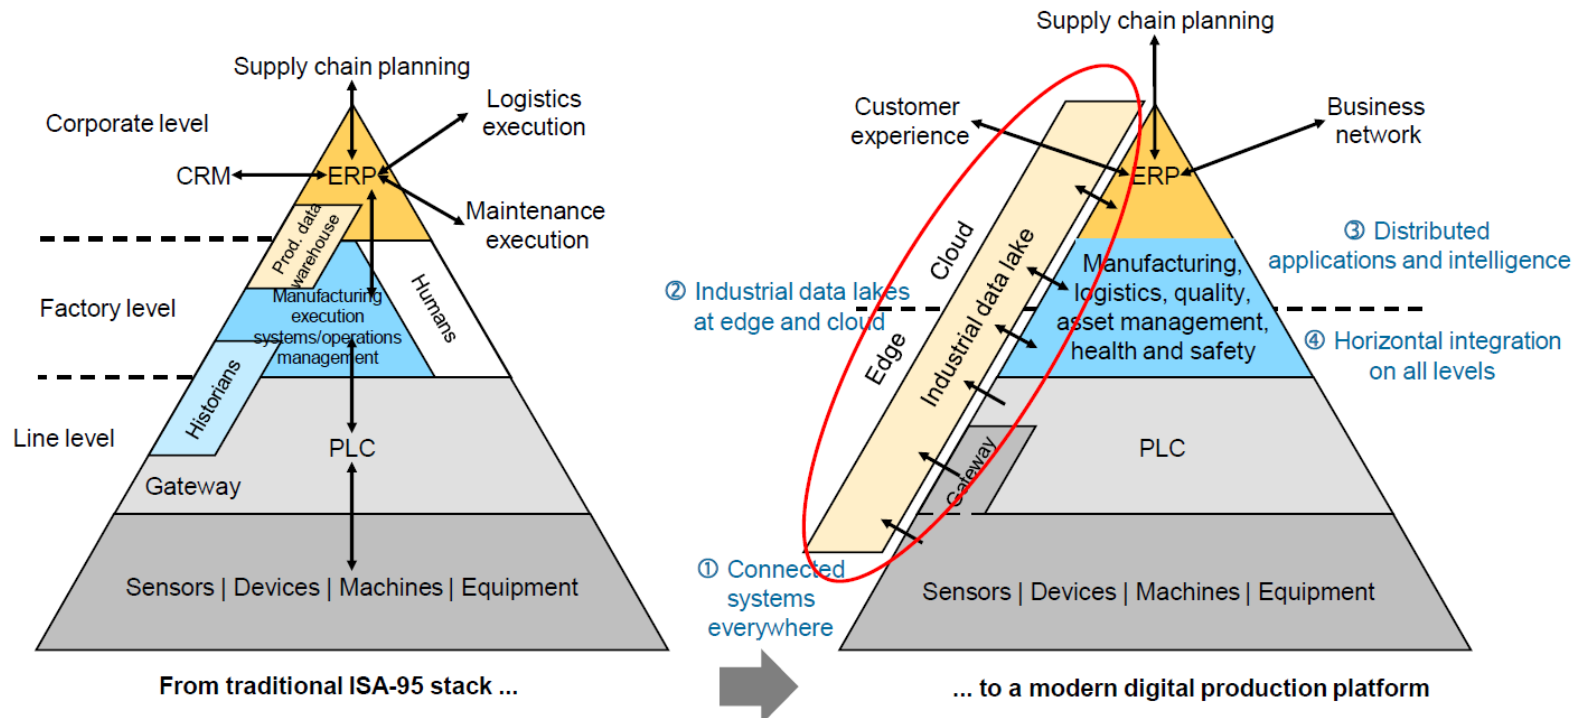 Supply chain planning
Corporate level
Logistics
execution
CRM
ERP
Maintenance
execution
Prod. data
warehouse
Factory level
Manufacturing
execution
systems/operations
management
Humans
Historians
Line level
PLC
Gateway
Sensors | Devices | Machines | Equipment
From traditional ISA-95 stack ...
Supply chain planning
Customer
experience
Business
network
ERP
Cloud
Edge
Industrial data lake
② Industrial data lakes
at edge and cloud
③ Distributed
applications and intelligence
Manufacturing,
logistics, quality,
asset management,
health and safety
④ Horizontal integration
on all levels
PLC
Gateway
① Connected
systems
everywhere
Sensors | Devices | Machines | Equipment
... to a modern digital production platform